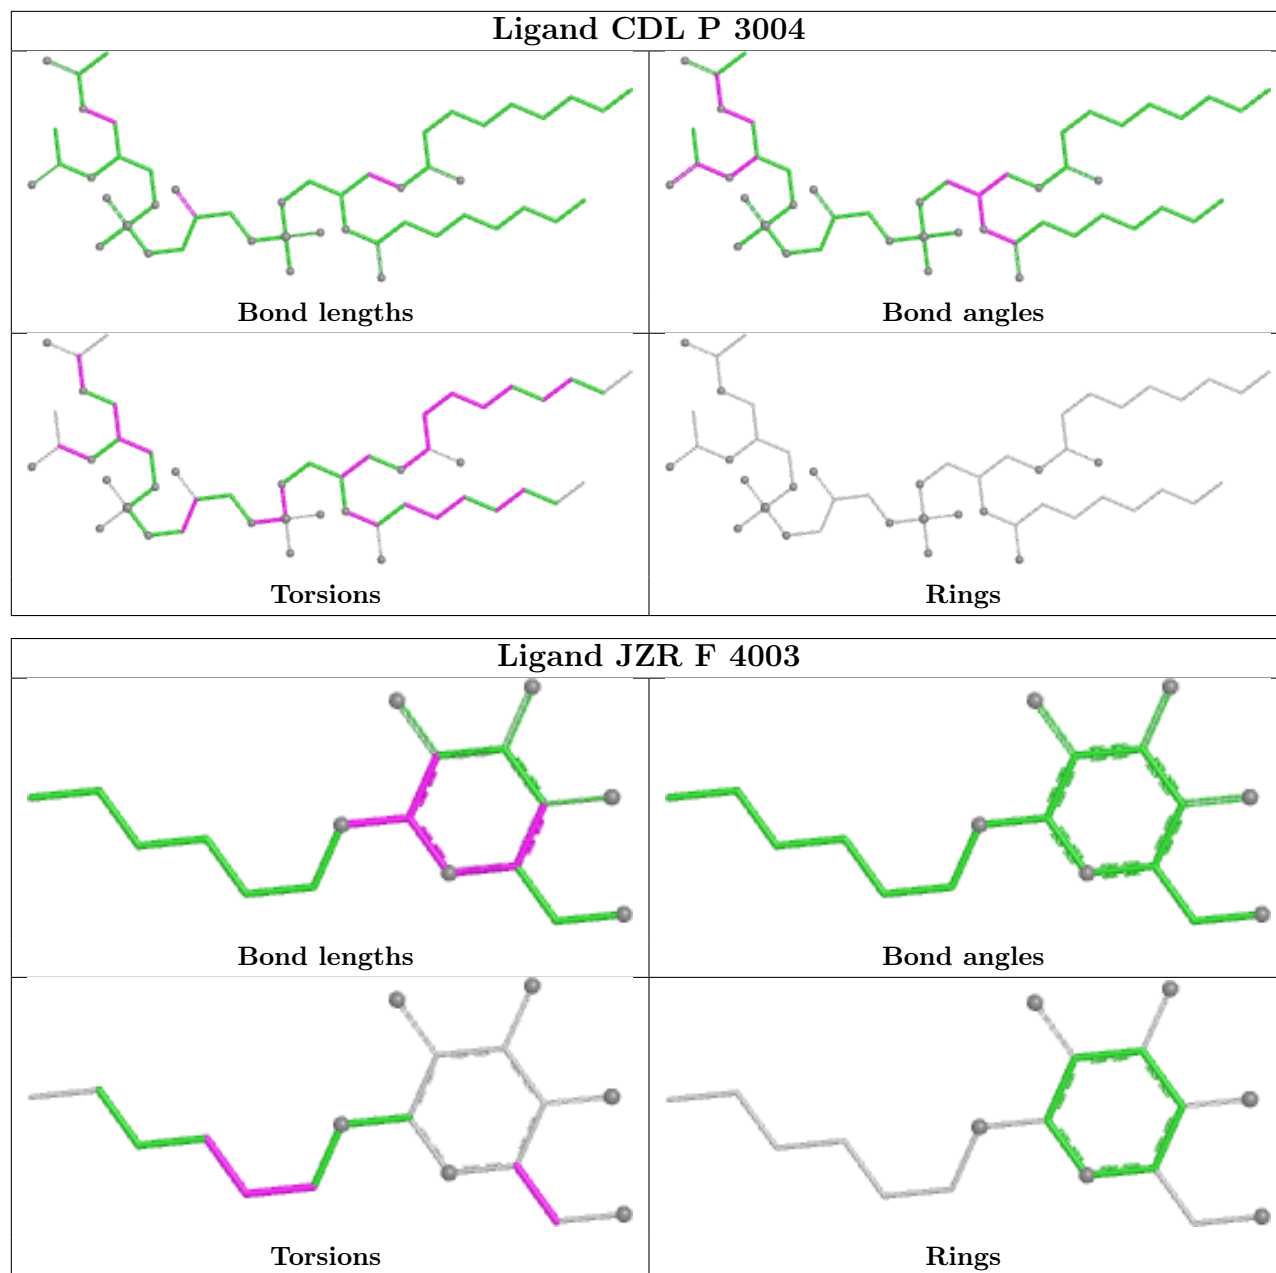 Ligand CDL P 3004
Bond lengths
Bond angles
Torsions
Rings
Ligand JZR F 4003
Bond lengths
Bond angles
Torsions
Rings